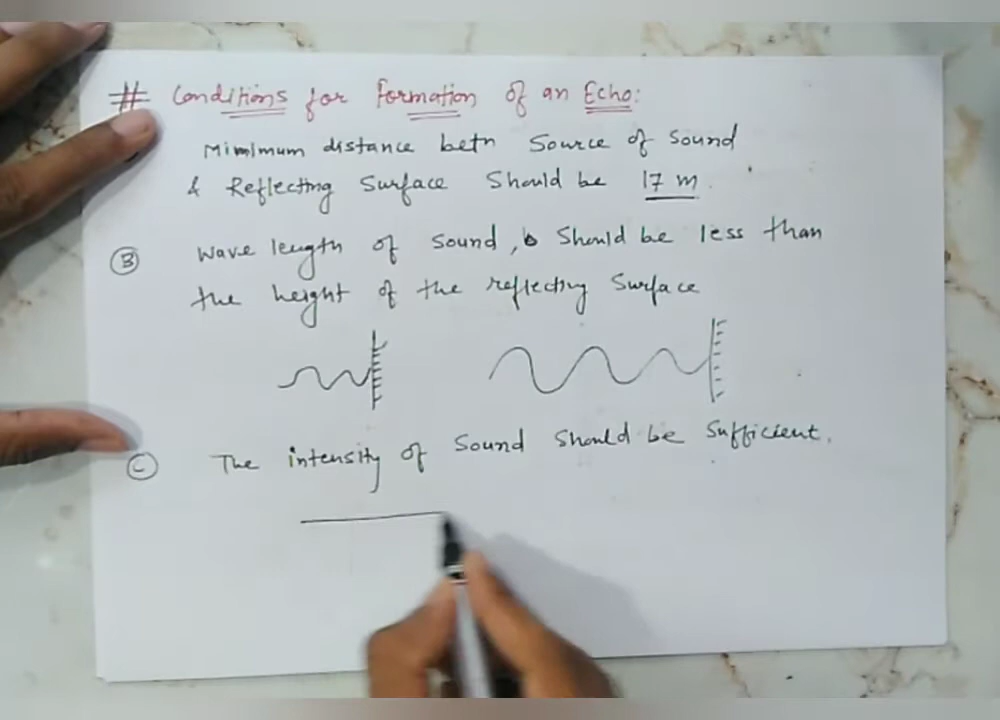 # Conditions for Formation of an Echo:
Minimum distance betn Source of Sound
& Reflecting Surface Should be 17 m.
B Wave length of Sound, Should be less than
the height of the reflecting Surface
C The intensity of Sound Should be Sufficient.